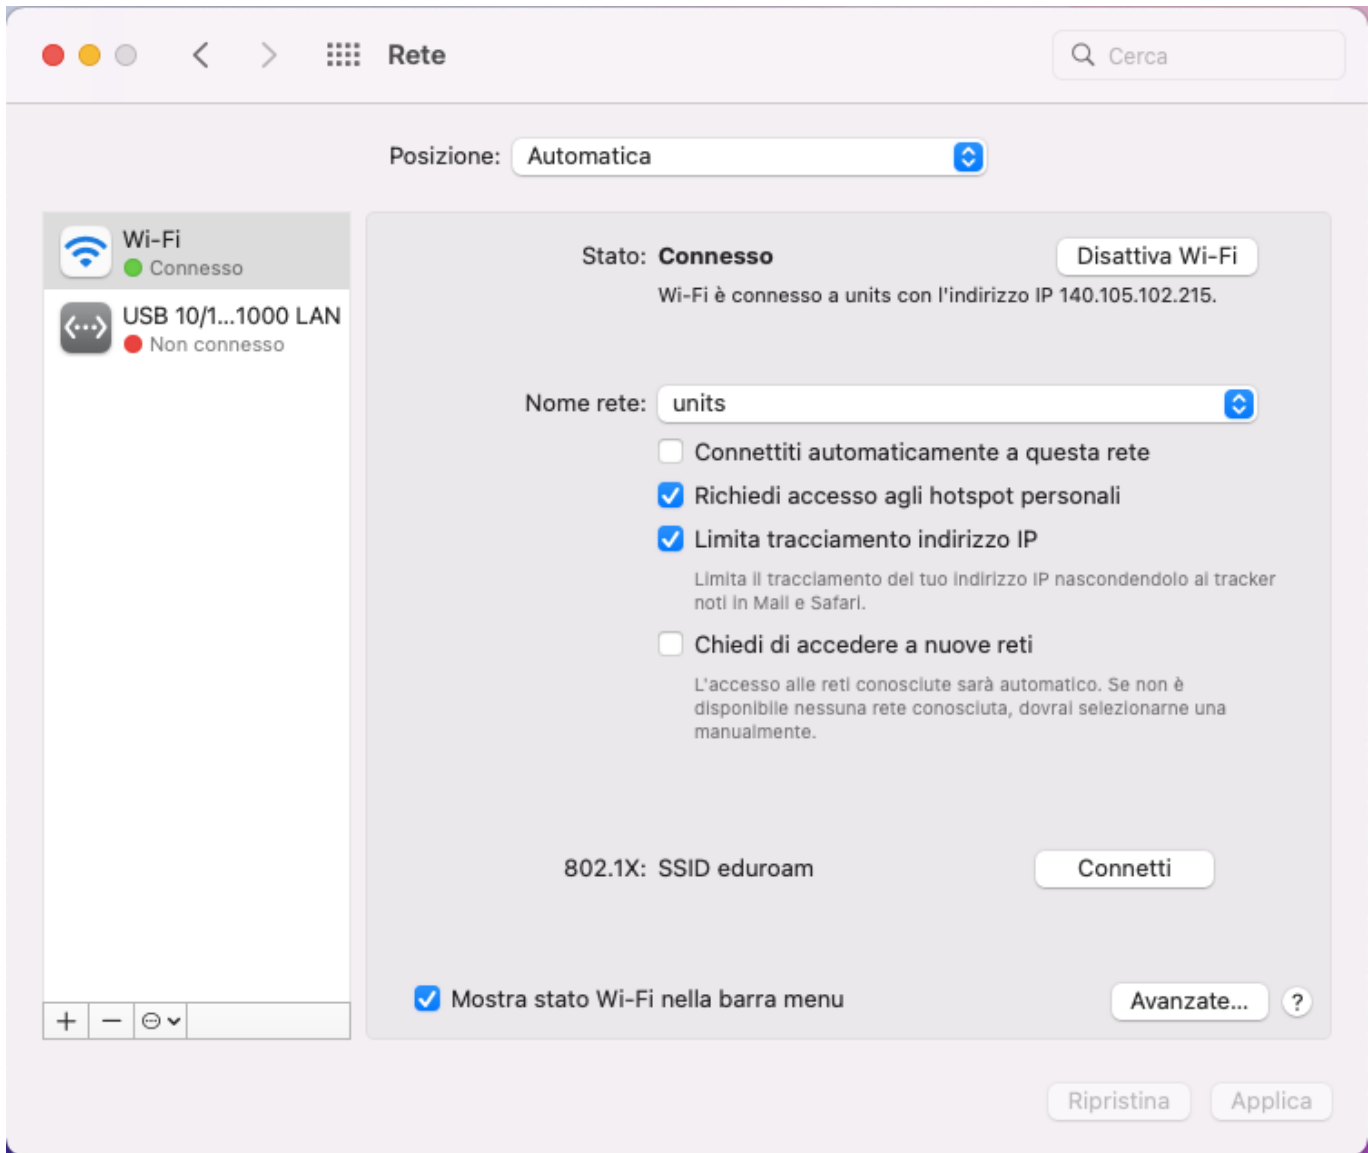 Rete
Cerca
Posizione: Automatica
Wi-Fi
Connesso
USB 10/1...1000 LAN
Non connesso
Stato: Connesso
Disattiva Wi-Fi
Wi-Fi è connesso a units con l'indirizzo IP 140.105.102.215.
Nome rete: units
Connettiti automaticamente a questa rete
Richiedi accesso agli hotspot personali
Limita tracciamento indirizzo IP
Limita il tracciamento del tuo indirizzo IP nascondendolo ai tracker
noti in Mail e Safari.
Chiedi di accedere a nuove reti
L'accesso alle reti conosciute sarà automatico. Se non è
disponibile nessuna rete conosciuta, dovrai selezionarne una
manualmente.
802.1X: SSID eduroam
Connetti
Mostra stato Wi-Fi nella barra menu
Avanzate...
?
Ripristina
Applica